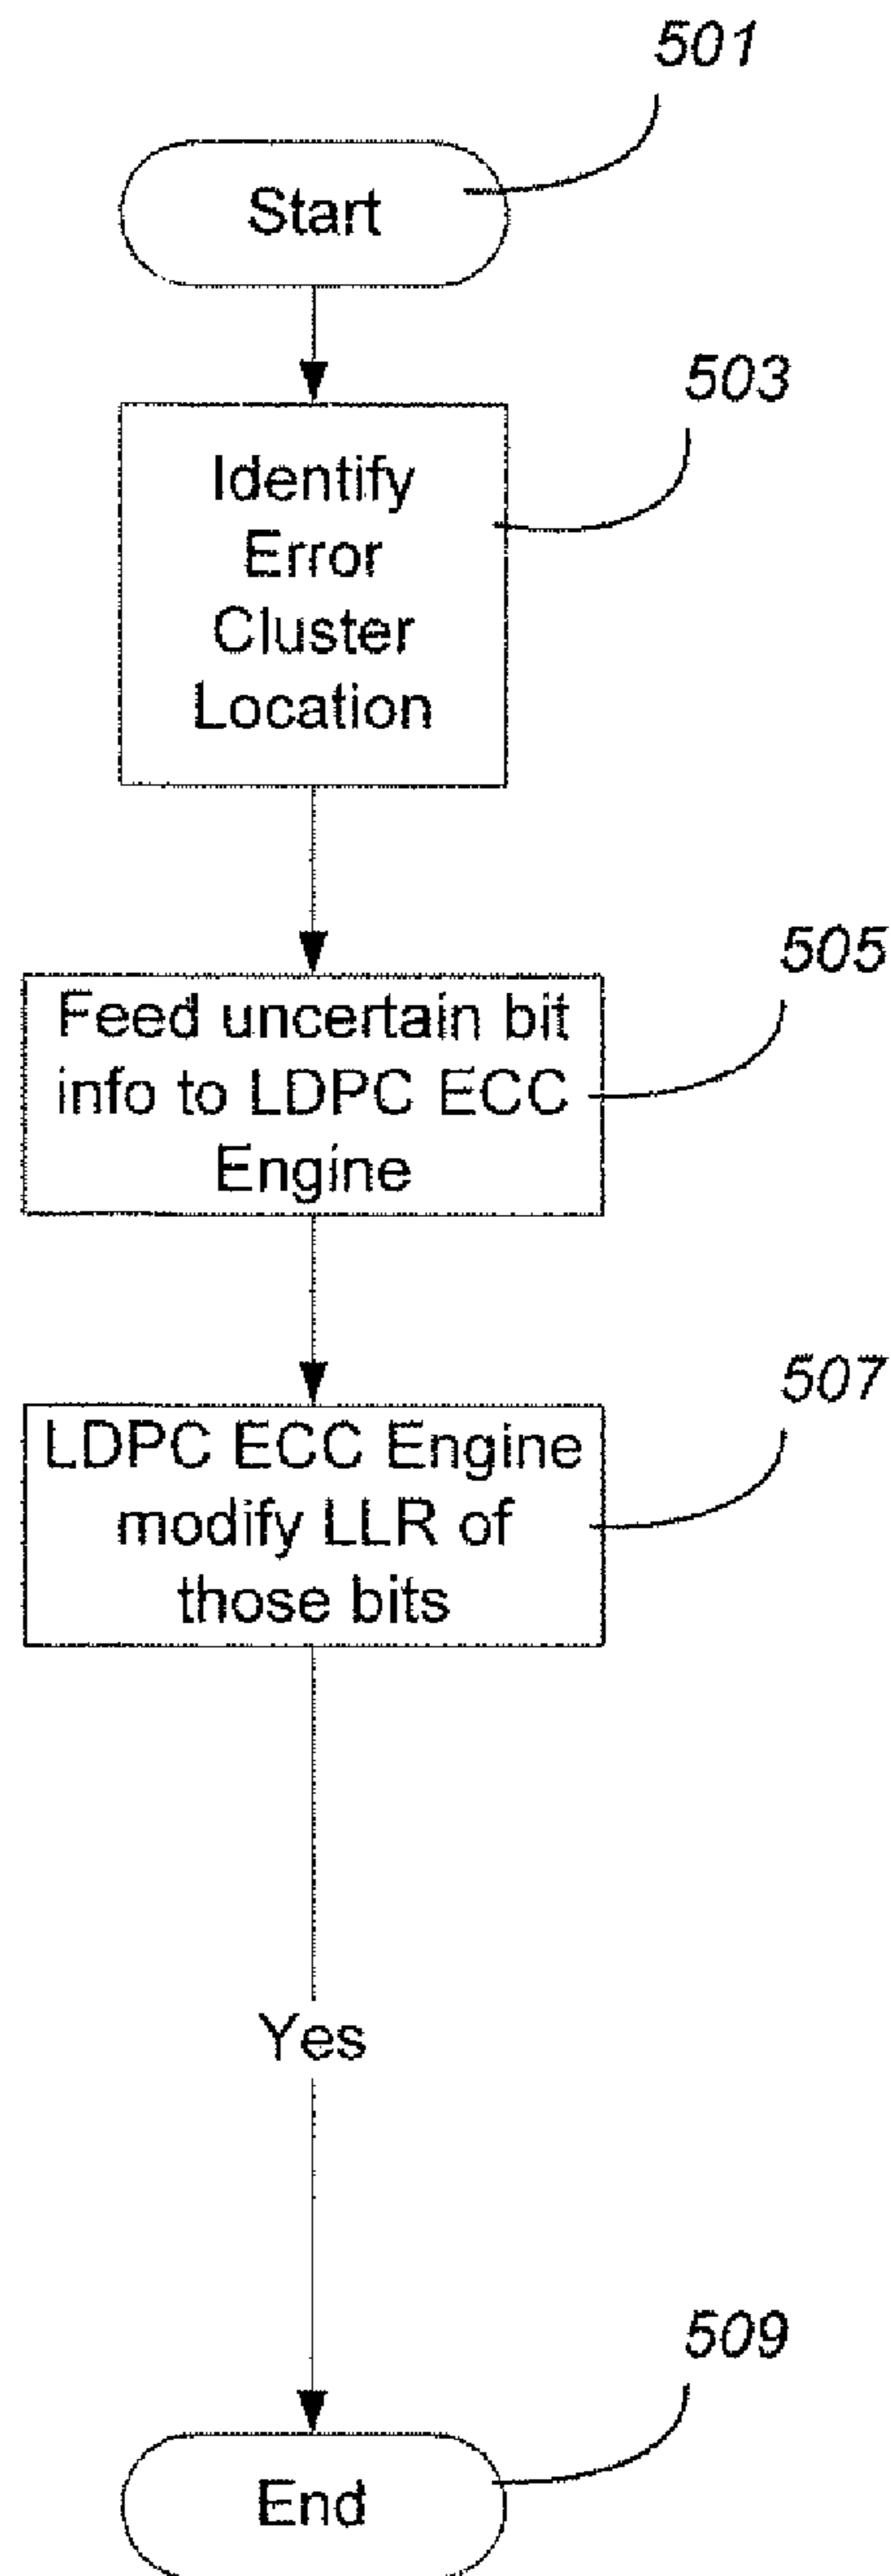 501
Start
503
Identify
Error
Cluster
Location
505
Feed uncertain bit
info to LDPC ECC
Engine
507
LDPC ECC Engine
modify LLR of
those bits
Yes
509
End